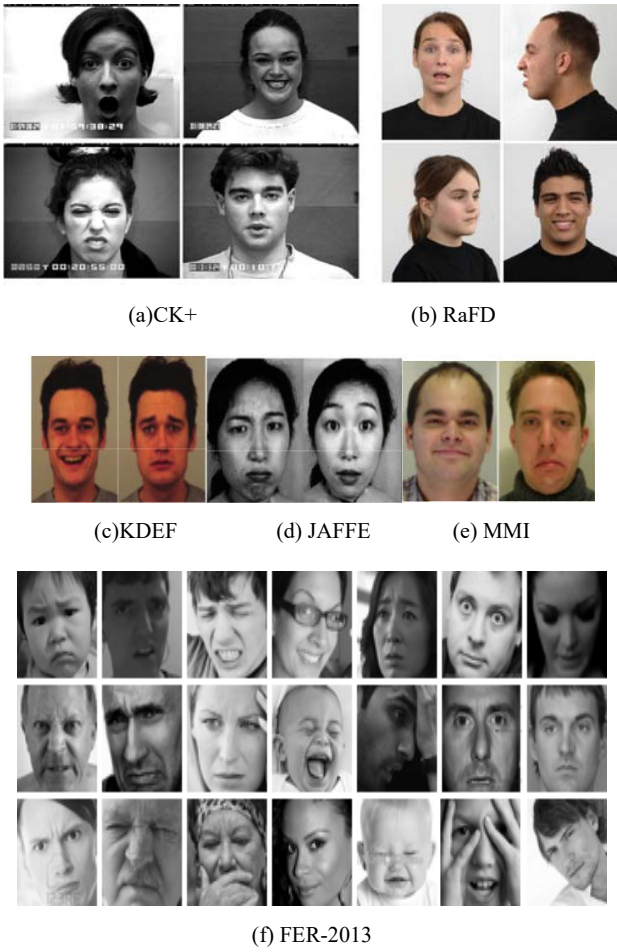 (a)CK+
(b) RaFD
(c)KDEF
(d) JAFFE
(e) MMI
(f) FER-2013